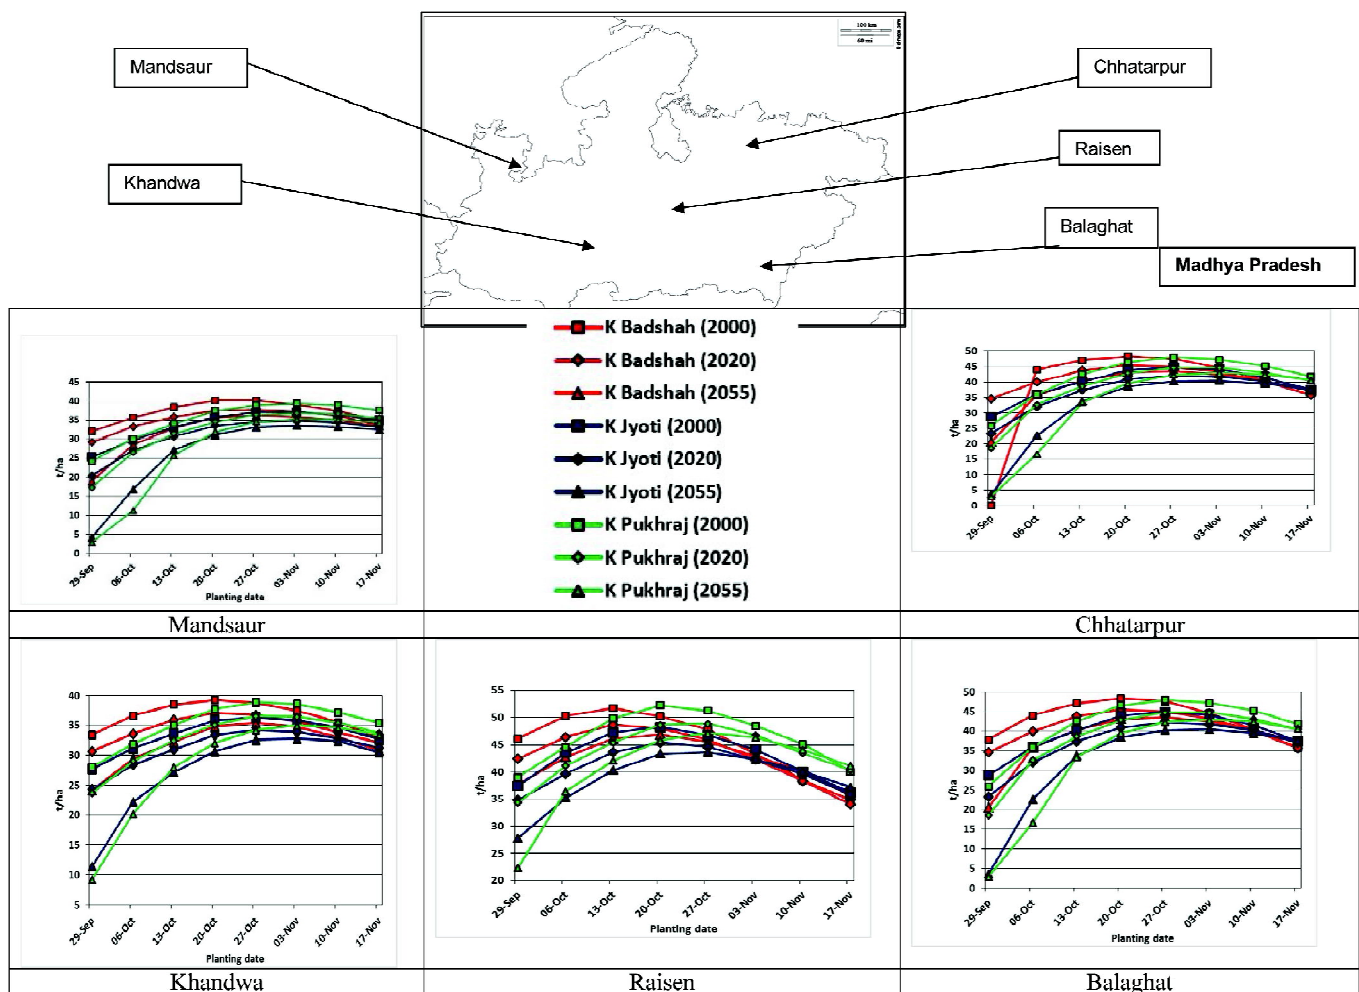 100 km
60 mi
Mandsaur
Chhatarpur
Raisen
Khandwa
Balaghat
Madhya Pradesh
K Badshah (2000)
K Badshah (2020)
K Badshah (2055)
K Jyoti (2000)
K Jyoti (2020)
K Jyoti (2055)
K Pukhraj (2000)
K Pukhraj (2020)
K Pukhraj (2055)
45
40
35
30
25
20
15
10
5
0
t/ha
29-Sep 06-Oct 13-Oct 20-Oct 27-Oct 03-Nov 10-Nov 17-Nov
Planting date
Mandsaur
50
45
40
35
30
25
20
15
10
5
0
t/ha
29-Sep 06-Oct 13-Oct 20-Oct 27-Oct 03-Nov 10-Nov 17-Nov
Chhatarpur
40
35
30
25
20
15
10
5
t/ha
29-Sep 06-Oct 13-Oct 20-Oct 27-Oct 03-Nov 10-Nov 17-Nov
Planting date
Khandwa
55
50
45
40
35
30
25
20
t/ha
29-Sep 06-Oct 13-Oct 20-Oct 27-Oct 03-Nov 10-Nov 17-Nov
Planting date
Raisen
50
45
40
35
30
25
20
15
10
5
0
t/ha
29-Sep 06-Oct 13-Oct 20-Oct 27-Oct 03-Nov 10-Nov 17-Nov
Planting date
Balaghat